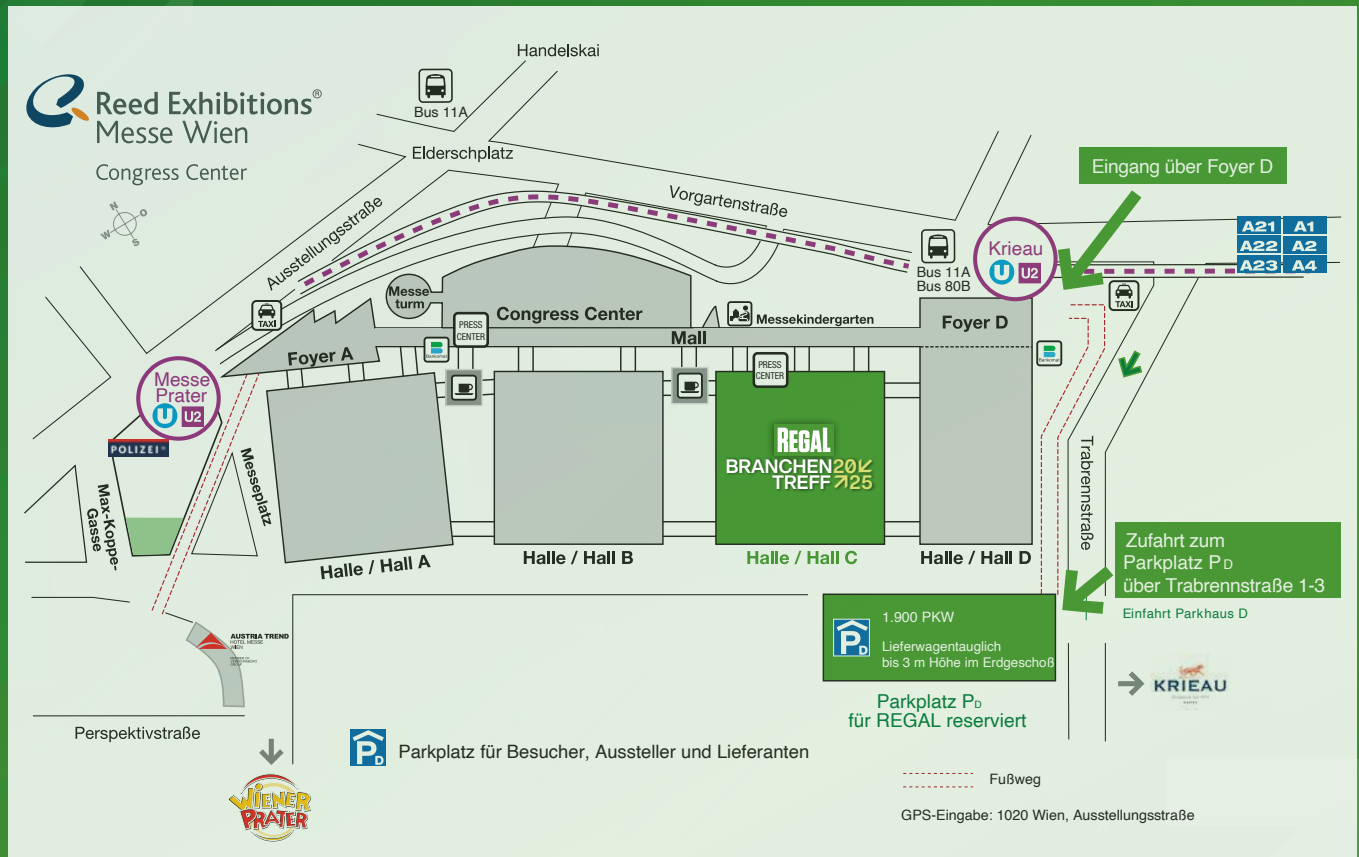 Handelskai
Bus 11A
Reed Exhibitions®
Messe Wien
Congress Center
N
O
W
S
Elderschplatz
Ausstellungsstraße
Vorgartenstraße
Eingang über Foyer D
A21 A1
A22 A2
A23 A4
Krieau
U U2
Bus 11A
Bus 80B
TAXI
TAXI
Messe
turm
Congress Center
PRESS
CENTER
Messekindergarten
Foyer D
Mall
Foyer A
B
Bankomat
B
Bankomat
PRESS
CENTER
Messe
Prater
U U2
POLIZEI
Messeplatz
Max-Koppe-
Gasse
REGAL
BRANCHEN 20
TREFF 25
Trabrennstraße
Halle / Hall A
Halle / Hall B
Halle / Hall C
Halle / Hall D
Zufahrt zum
Parkplatz PD
über Trabrennstraße 1-3
Einfahrt Parkhaus D
PD
1.900 PKW
Lieferwagentauglich
bis 3 m Höhe im Erdgeschoß
Parkplatz PD
für REGAL reserviert
KRIEAU
AUSTRIA TREND
HOTEL MESSE
WIEN
Perspektivstraße
PD Parkplatz für Besucher, Aussteller und Lieferanten
WIENER
PRATER
Fußweg
GPS-Eingabe: 1020 Wien, Ausstellungsstraße